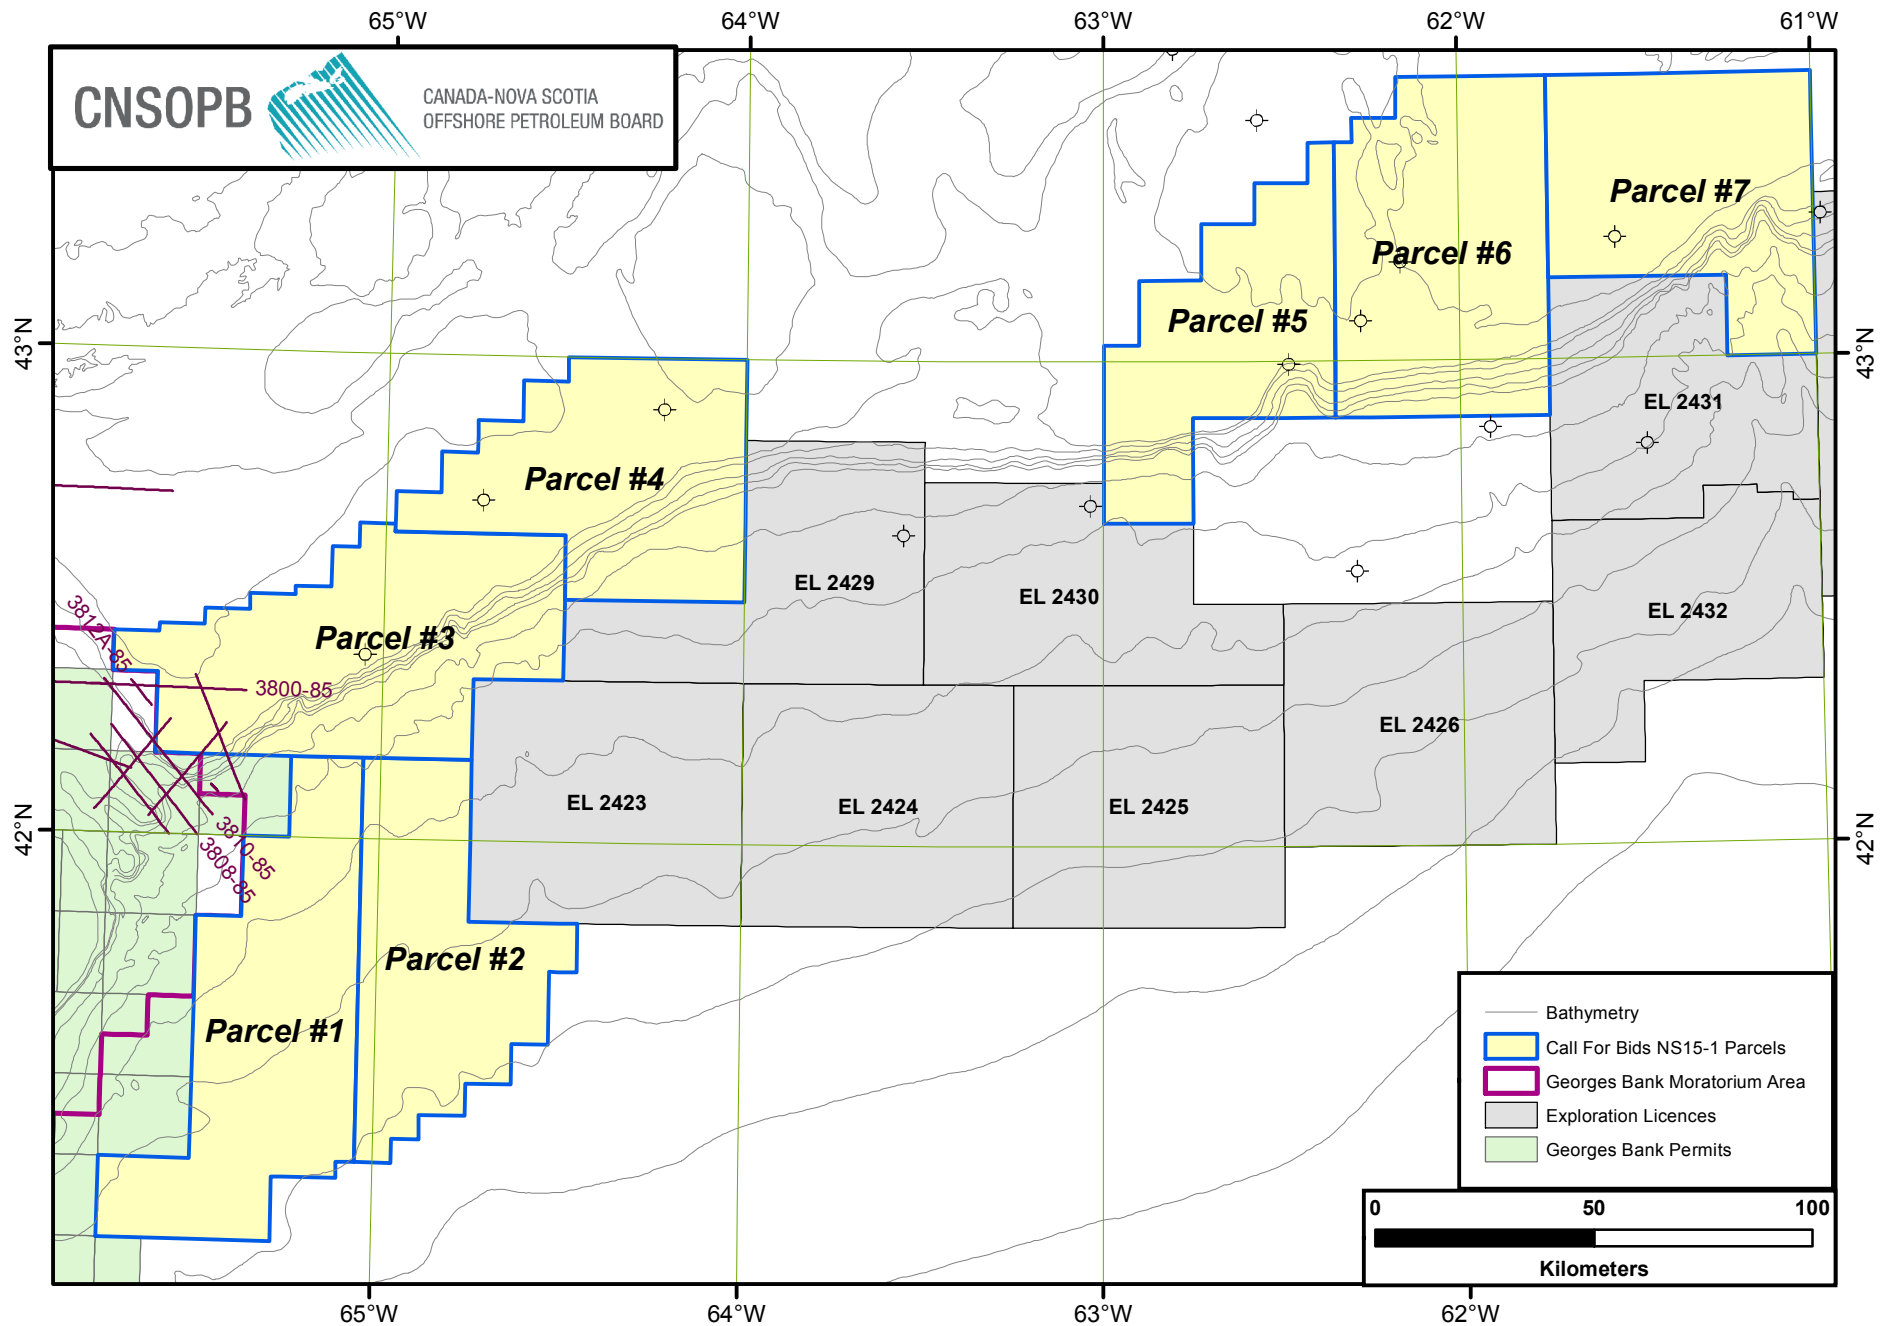 65°W
64°W
63°W
62°W
61°W
CNSOPB
CANADA-NOVA SCOTIA
OFFSHORE PETROLEUM BOARD
Parcel #7
Parcel #6
Parcel #5
43°N
43°N
EL 2431
Parcel #4
EL 2429
EL 2430
EL 2432
3812A-85
Parcel #3
3800-85
EL 2426
EL 2423
EL 2424
EL 2425
42°N
42°N
3810-85
3808-85
Parcel #2
Parcel #1
Bathymetry
Call For Bids NS15-1 Parcels
Georges Bank Moratorium Area
Exploration Licences
Georges Bank Permits
0
50
100
Kilometers
65°W
64°W
63°W
62°W